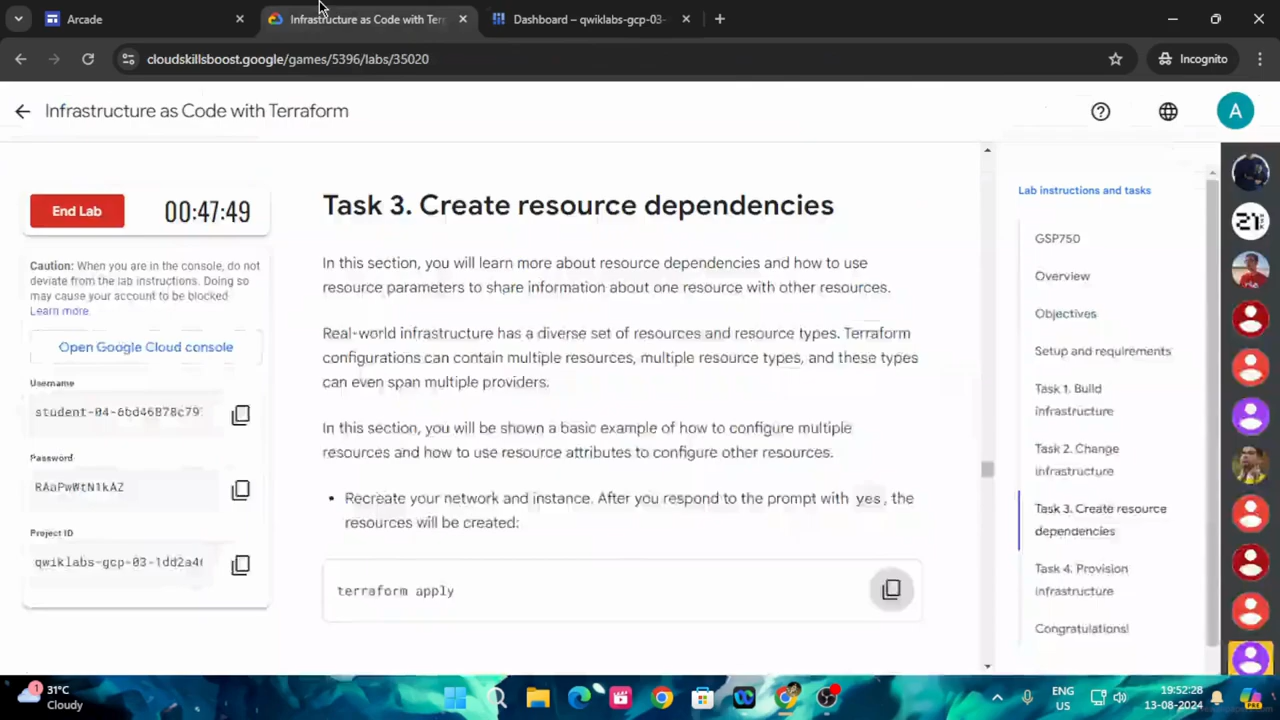 Arcade
Infrastructure as Code with Terr
Dashboard – qwiklabs-gcp-03-
cloudskillsboost.google/games/5396/labs/35020
Incognito
Infrastructure as Code with Terraform
A
End Lab
00:47:49
Caution: When you are in the console, do not
deviate from the lab instructions. Doing so
may cause your account to be blocked
Learn more.
Open Google Cloud console
Username
Password
RAaPwWtN1kAZ
Project ID
qwiklabs-gcp-03-1dd2a4
Task 3. Create resource dependencies
In this section, you will learn more about resource dependencies and how to use
resource parameters to share information about one resource with other resources.
Real-world infrastructure has a diverse set of resources and resource types. Terraform
configurations can contain multiple resources, multiple resource types, and these types
can even span multiple providers.
In this section, you will be shown a basic example of how to configure multiple
resources and how to use resource attributes to configure other resources.
• Recreate your network and instance. After you respond to the prompt with yes, the
resources will be created:
terraform apply
Lab instructions and tasks
GSP750
Overview
Objectives
Setup and requirements
Task 1. Build
infrastructure
Task 2. Change
infrastructure
Task 3. Create resource
dependencies
Task 4. Provision
infrastructure
Congratulations!
21
1
31°C
Cloudy
ENG
US
19:52:28
13-08-2024
PRE